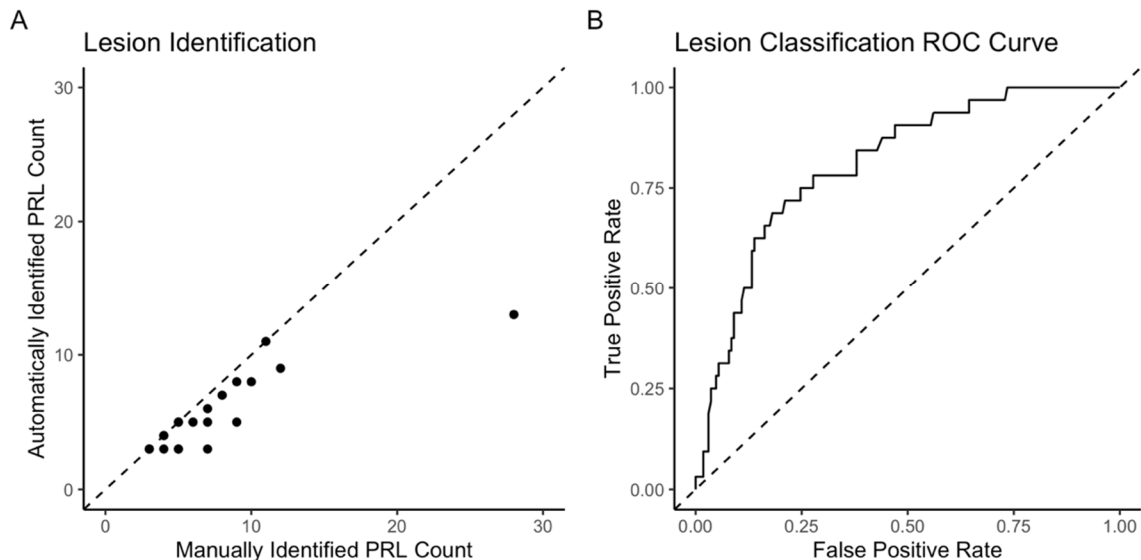 A
Lesion Identification
Automatically Identified PRL Count
30
20
10
0
0 10 20 30
Manually Identified PRL Count
B
Lesion Classification ROC Curve
True Positive Rate
1.00
0.75
0.50
0.25
0.00
0.00 0.25 0.50 0.75 1.00
False Positive Rate